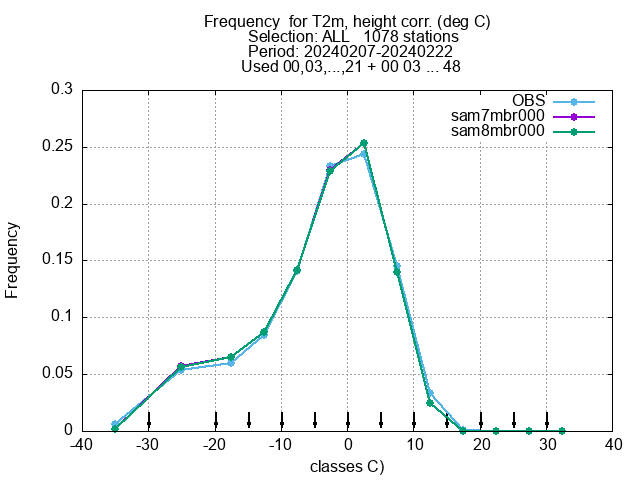 Frequency  for T2m, height corr. (deg C)
Selection: ALL   1078 stations
Period: 20240207-20240222
Used 00,03,...,21 + 00 03 ... 48
OBS
sam7mbr000
sam8mbr000
Frequency
0.3
0.25
0.2
0.15
0.1
0.05
0
-40 -30 -20 -10 0 10 20 30 40
classes C)